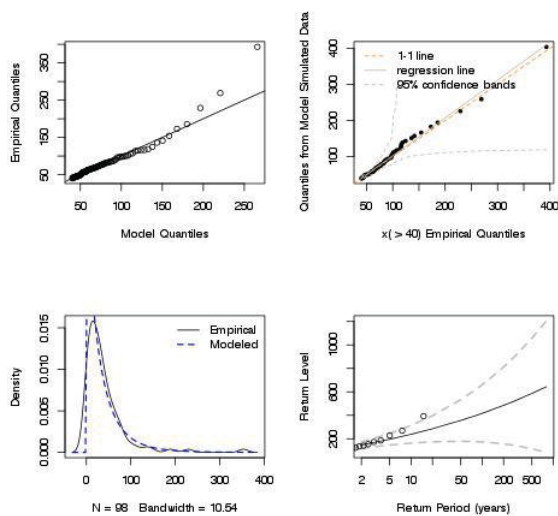 Empirical Quantiles
50 150 250 350
50 100 150 200 250
Model Quantiles
Quantiles from Model Simulated Data
100 200 300 400
1-1 line
regression line
95% confidence bands
50 100 200 300 400
x( > 40) Empirical Quantiles
Density
0.000 0.005 0.010 0.015
Empirical
Modeled
0 100 200 300 400
N = 98 Bandwidth = 10.54
Return Level
200 600 1000
2 5 10 50 100 500
Return Period (years)